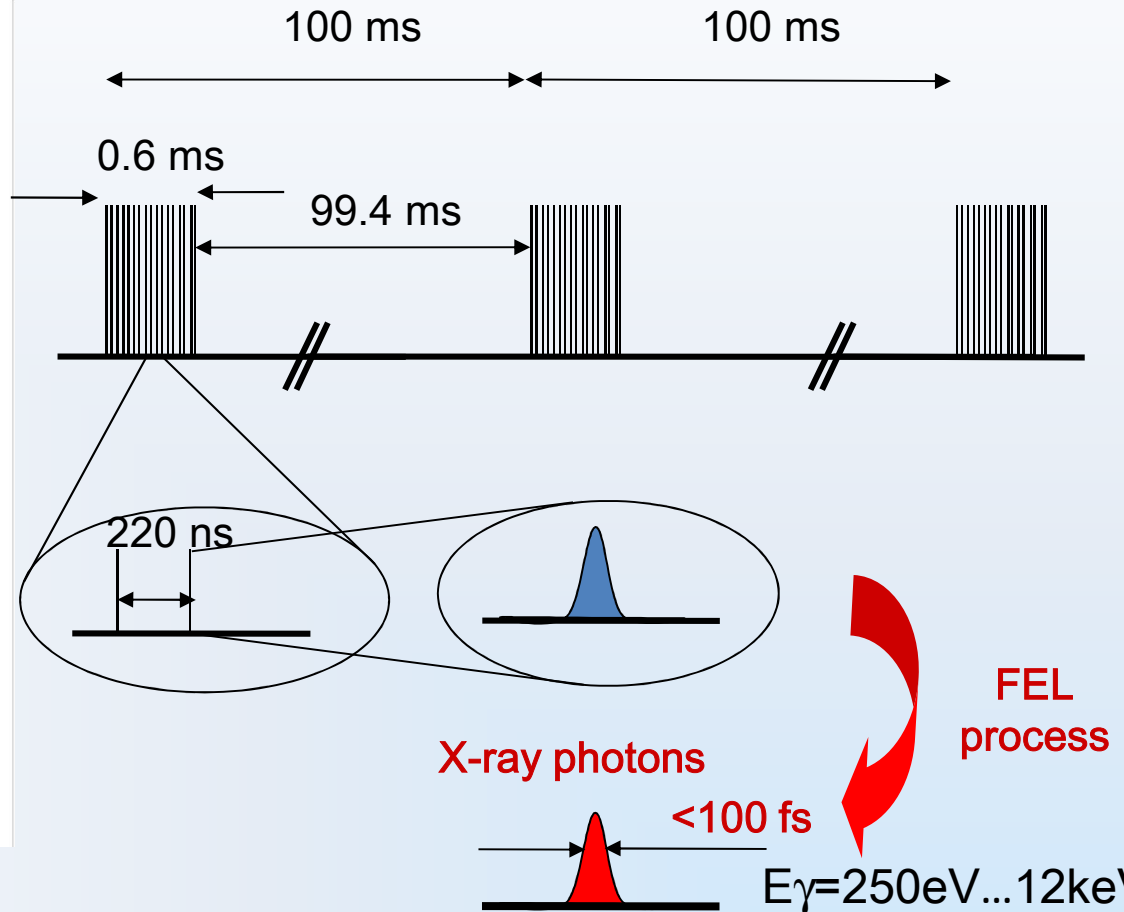 100 ms
100 ms
0.6 ms
99.4 ms
220 ns
FEL
process
X-ray photons
<100 fs
Eγ=250eV...12keV